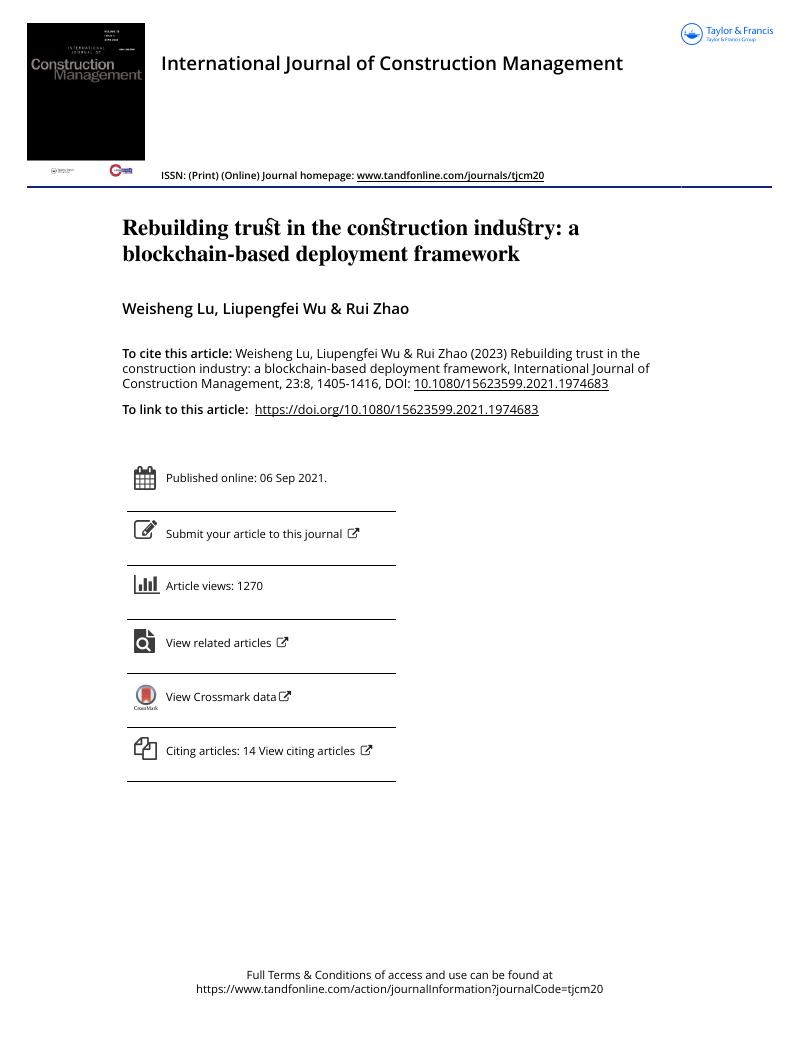 INTERNATIONAL
JOURNAL OF
Construction
Management
Taylor & Francis
Taylor & Francis Group
International Journal of Construction Management
ISSN: (Print) (Online) Journal homepage: www.tandfonline.com/journals/tjcm20
Rebuilding trust in the construction industry: a
blockchain-based deployment framework
Weisheng Lu, Liupengfei Wu & Rui Zhao
To cite this article: Weisheng Lu, Liupengfei Wu & Rui Zhao (2023) Rebuilding trust in the
construction industry: a blockchain-based deployment framework, International Journal of
Construction Management, 23:8, 1405-1416, DOI: 10.1080/15623599.2021.1974683
To link to this article: https://doi.org/10.1080/15623599.2021.1974683
Published online: 06 Sep 2021.
Submit your article to this journal
Article views: 1270
View related articles
View Crossmark data
CrossMark
Citing articles: 14 View citing articles
Full Terms & Conditions of access and use can be found at
https://www.tandfonline.com/action/journalInformation?journalCode=tjcm20